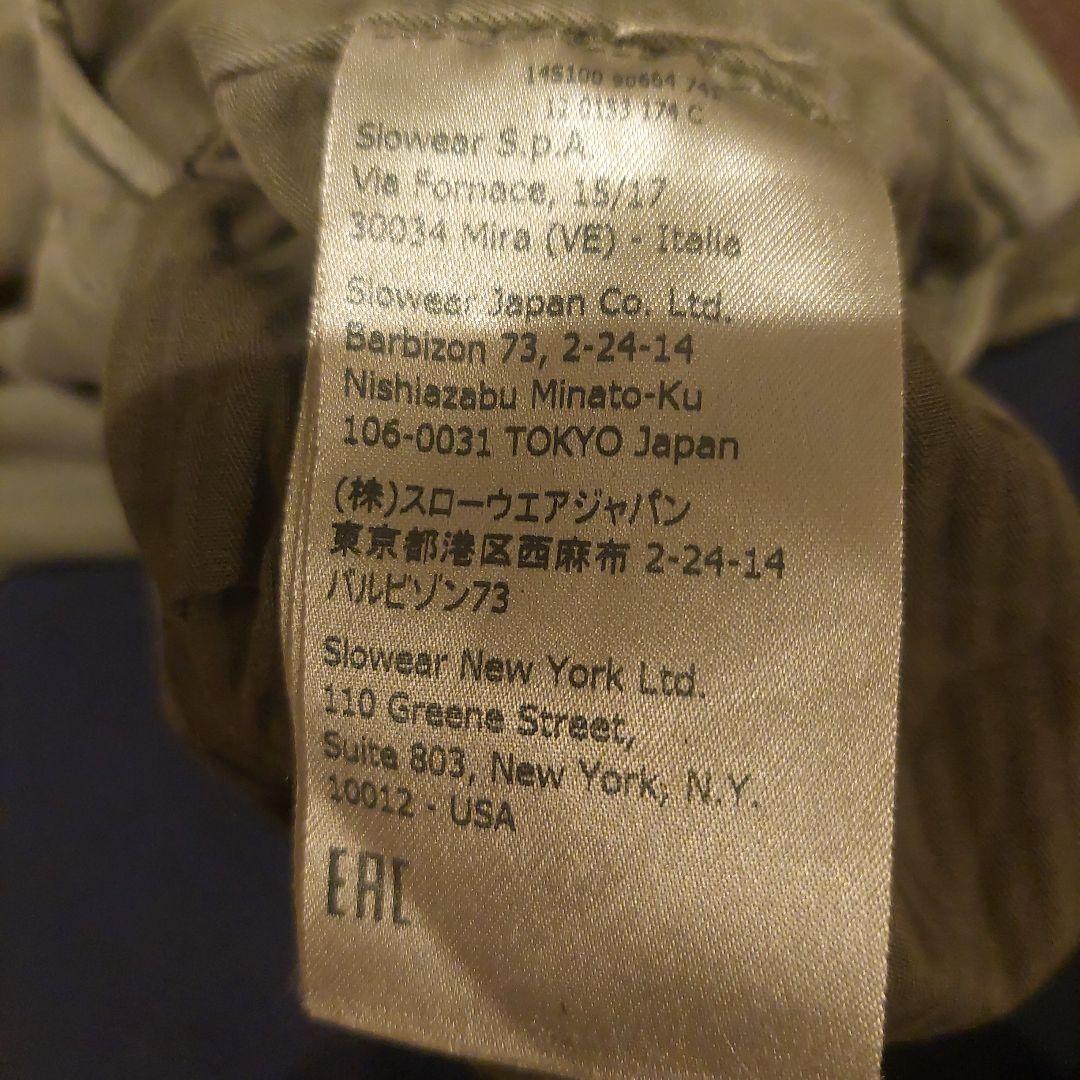 14S100
174 C
Slowear S.p.A.
Via Fornace, 15/17
30034 Mira (VE) - Italia
Slowear Japan Co. Ltd.
Barbizon 73, 2-24-14
Nishiazabu Minato-Ku
106-0031 TOKYO Japan
(株)スローウエアジャパン
東京都港区西麻布 2-24-14
バルビゾン73
Slowear New York Ltd.
110 Greene Street,
Suite 803, New York, N.Y.
10012 - USA
EAC